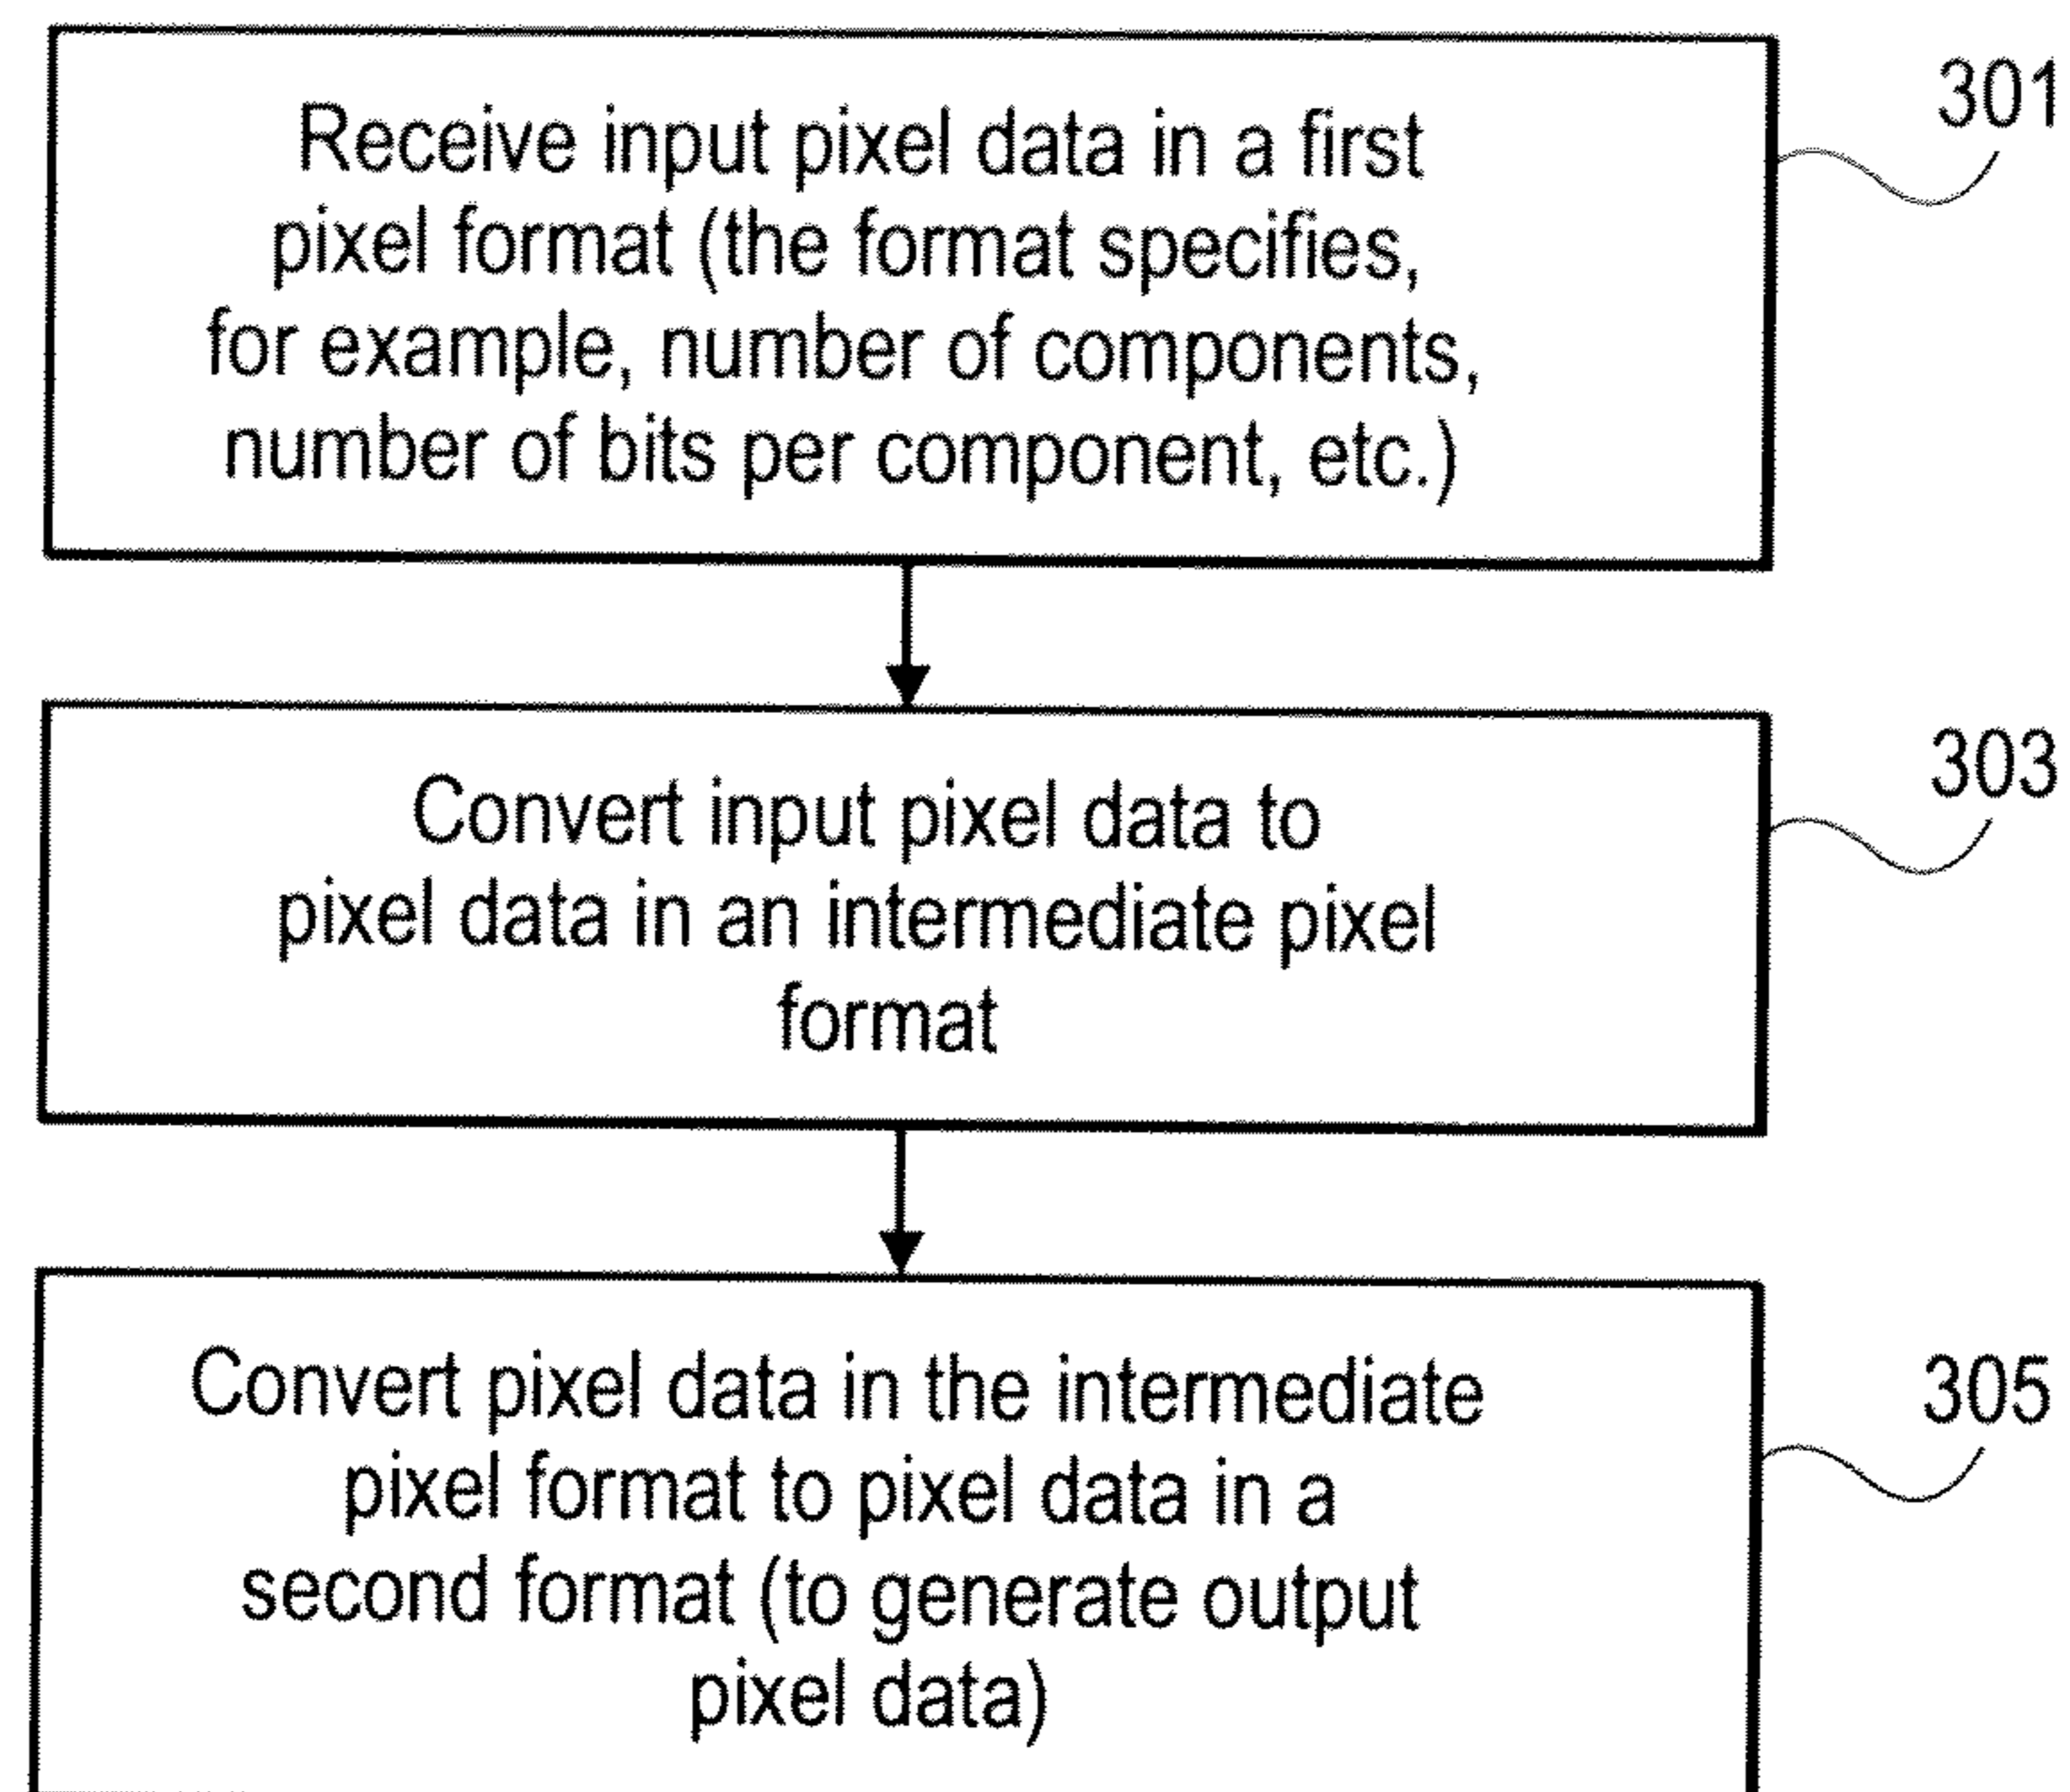 Receive input pixel data in a first
pixel format (the format specifies,
for example, number of components,
number of bits per component, etc.)
301
Convert input pixel data to
pixel data in an intermediate pixel
format
303
Convert pixel data in the intermediate
pixel format to pixel data in a
second format (to generate output
pixel data)
305